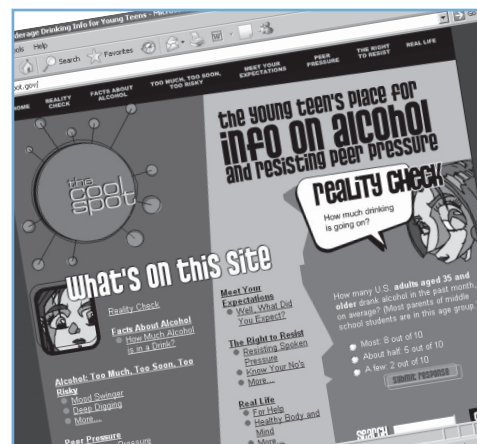 derage Drinking Info for Young Teens - Micros
ols Help
Search Favorites
ot.gov/
OME
REALITY CHECK
FACTS ABOUT ALCOHOL
TOO MUCH, TOO SOON, TOO RISKY
MEET YOUR EXPECTATIONS
PEER PRESSURE
THE RIGHT TO RESIST
REAL LIFE
the cool spot
the young teen's place for
info on alcohol
and resisting peer pressure
REALITY CHECK
How much drinking
is going on?
What's on this site
Reality Check
Facts About Alcohol
How Much Alcohol
is in a Drink?
Alcohol: Too Much, Too Soon, Too
Risky
Mood Swinger
Deep Digging
More....
Peer Pressure
Pressure
Meet Your
Expectations
Well, What Did
You Expect?
The Right to Resist
Resisting Spoken
Pressure
Know Your No's
More....
Real Life
For Help
Healthy Body and
Mind
More...
How many U.S. adults aged 35 and
older drank alcohol in the past month,
on average? (Most parents of middle
school students are in this age group.
Most: 8 out of 10
About half: 5 out of 10
A few: 2 out of 10
SUBMIT RESPONSE
SEARCH